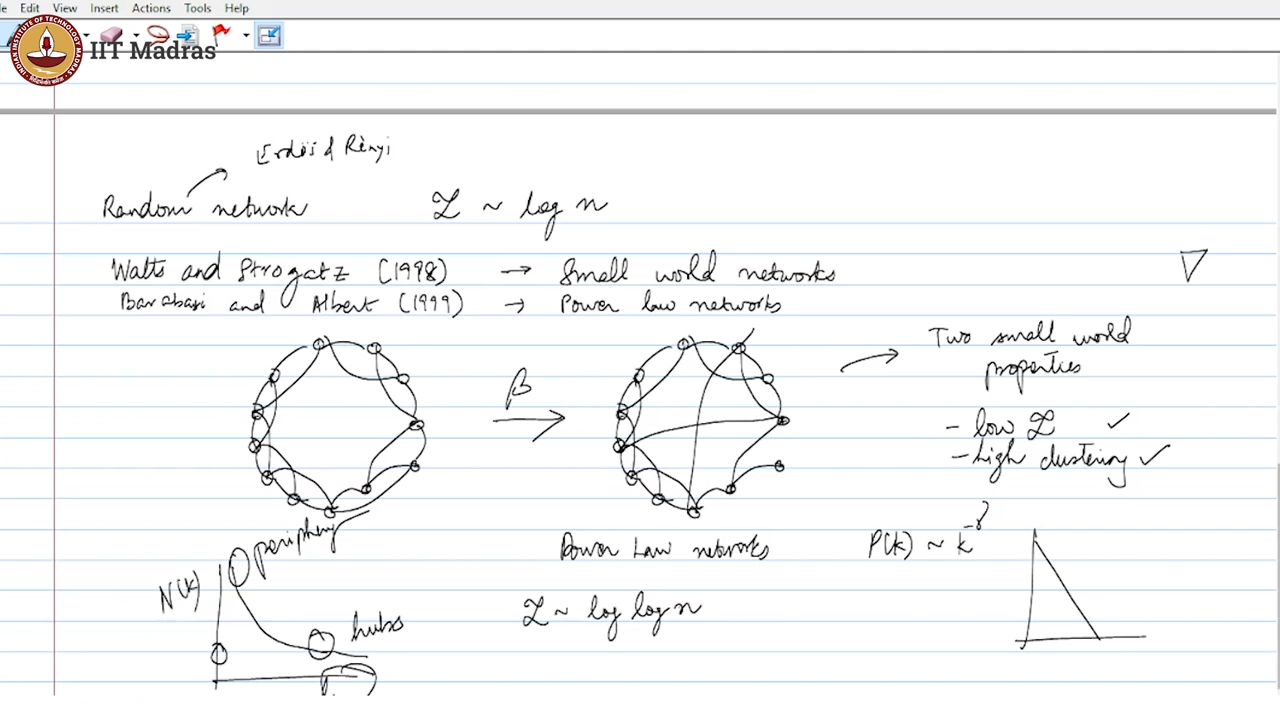 Edit View Insert Actions Tools Help
IIT Madras
Erdös & Rényi
Random network L ~ log n
Watts and Strogatz (1998) → Small world networks
Barabasi and Albert (1999) → Power law networks
Two small world
properties
β
- low L ✓
- high clustering ✓
periphery
N(k)
hubs
Power Law networks
P(k) ~ k^-γ
L ~ log log n